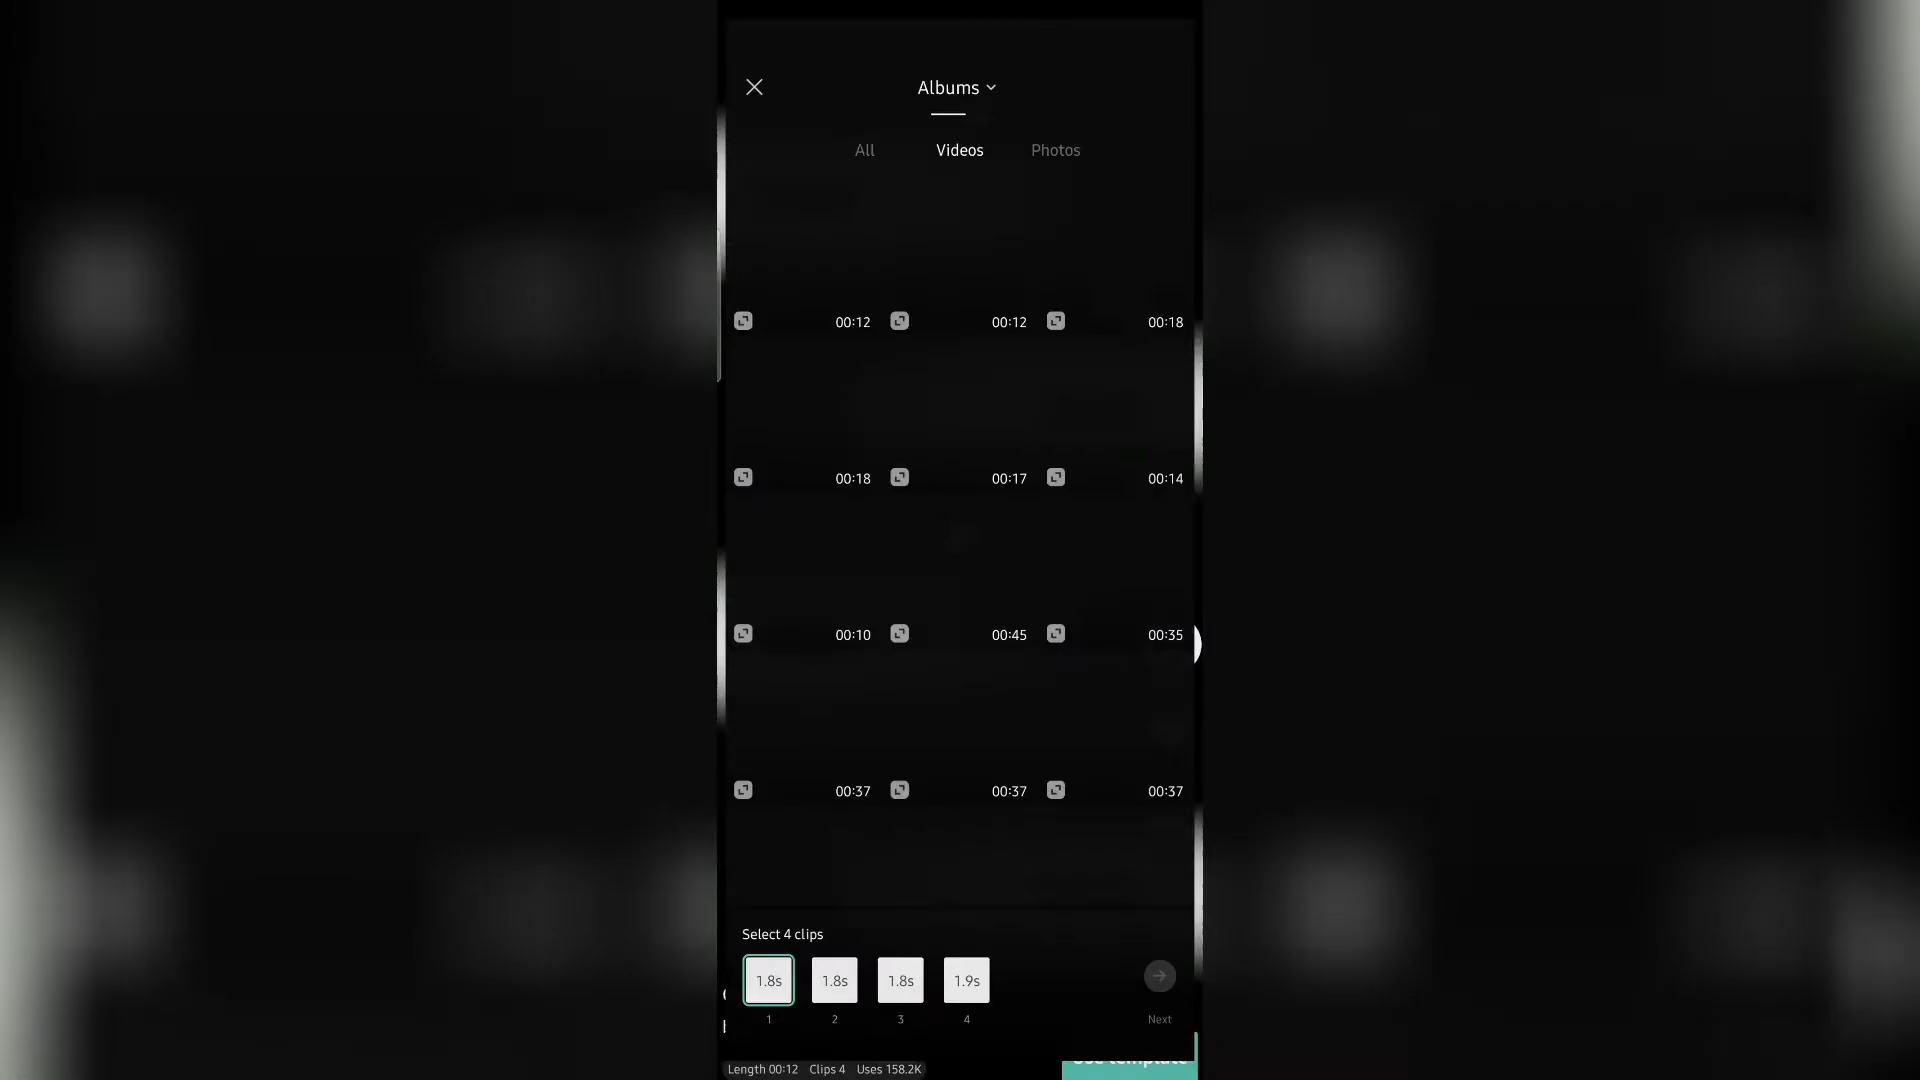 Albums
All Videos Photos
00:12 00:12 00:18
00:18 00:17 00:14
00:10 00:45 00:35
00:37 00:37 00:37
Select 4 clips
1.8s 1.8s 1.8s 1.9s
1 2 3 4 Next
Length 00:12 Clips 4 Uses 158.2K
Use template